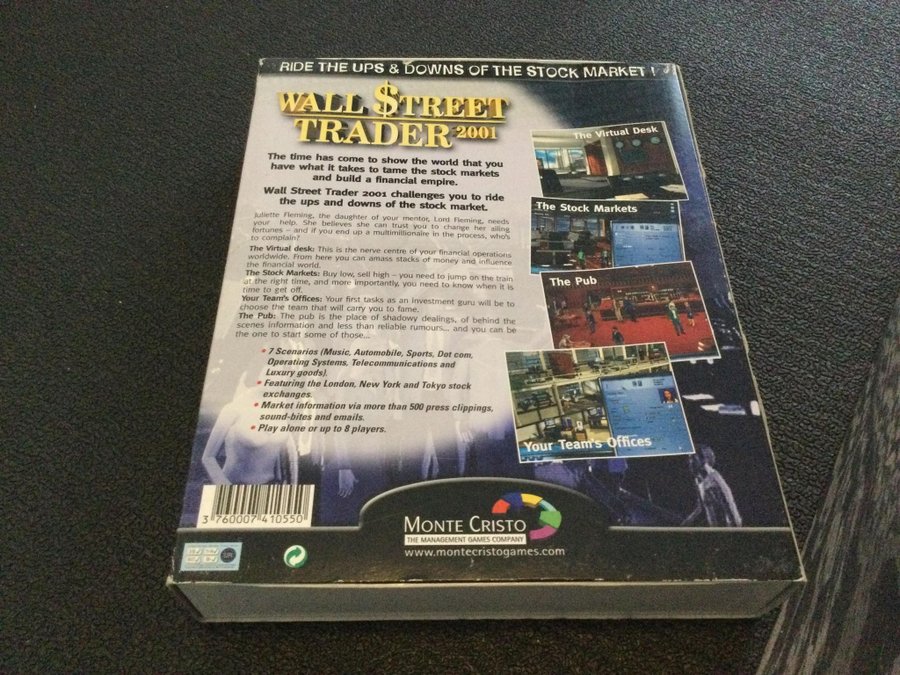 RIDE THE UPS & DOWNS OF THE STOCK MARKET !
WALL $TREET
TRADER 2001
The time has come to show the world that you
have what it takes to tame the stock markets
and build a financial empire.
Wall Street Trader 2001 challenges you to ride
the ups and downs of the stock market.
Juliette Fleming, the daughter of your mentor, Lord Fleming, needs
your help. She believes she can trust you to change her ailing
fortunes – and if you end up a multimillionaire in the process, who's
to complain?
The Virtual desk: This is the nerve centre of your financial operations
worldwide. From here you can amass stacks of money and influence
the financial world.
The Stock Markets: Buy low, sell high – you need to jump on the train
at the right time, and more importantly, you need to know when it is
time to get off.
Your Team's Offices: Your first tasks as an investment guru will be to
choose the team that will carry you to fame.
The Pub: The pub is the place of shadowy dealings, of behind the
scenes information and less than reliable rumours... and you can be
the one to start some of those...
• 7 Scenarios (Music, Automobile, Sports, Dot com,
Operating Systems, Telecommunications and
Luxury goods).
• Featuring the London, New York and Tokyo stock
exchanges.
• Market information via more than 500 press clippings,
sound-bites and emails.
• Play alone or up to 8 players.
The Virtual Desk
The Stock Markets
The Pub
Your Team's Offices
3 760007 410550
MONTE CRISTO
THE MANAGEMENT GAMES COMPANY
www.montecristogames.com